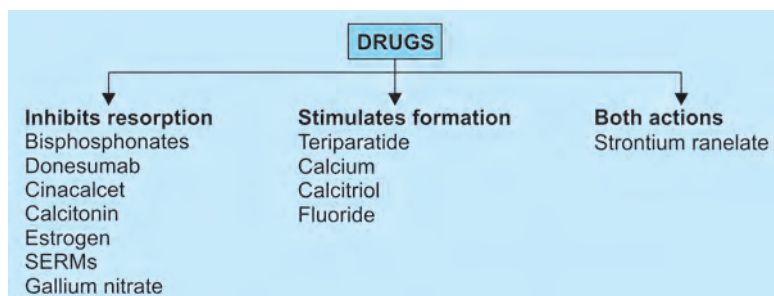 DRUGS
Inhibits resorption
Bisphosphonates
Donesumab
Cinacalcet
Calcitonin
Estrogen
SERMs
Gallium nitrate
Stimulates formation
Teriparatide
Calcium
Calcitriol
Fluoride
Both actions
Strontium ranelate